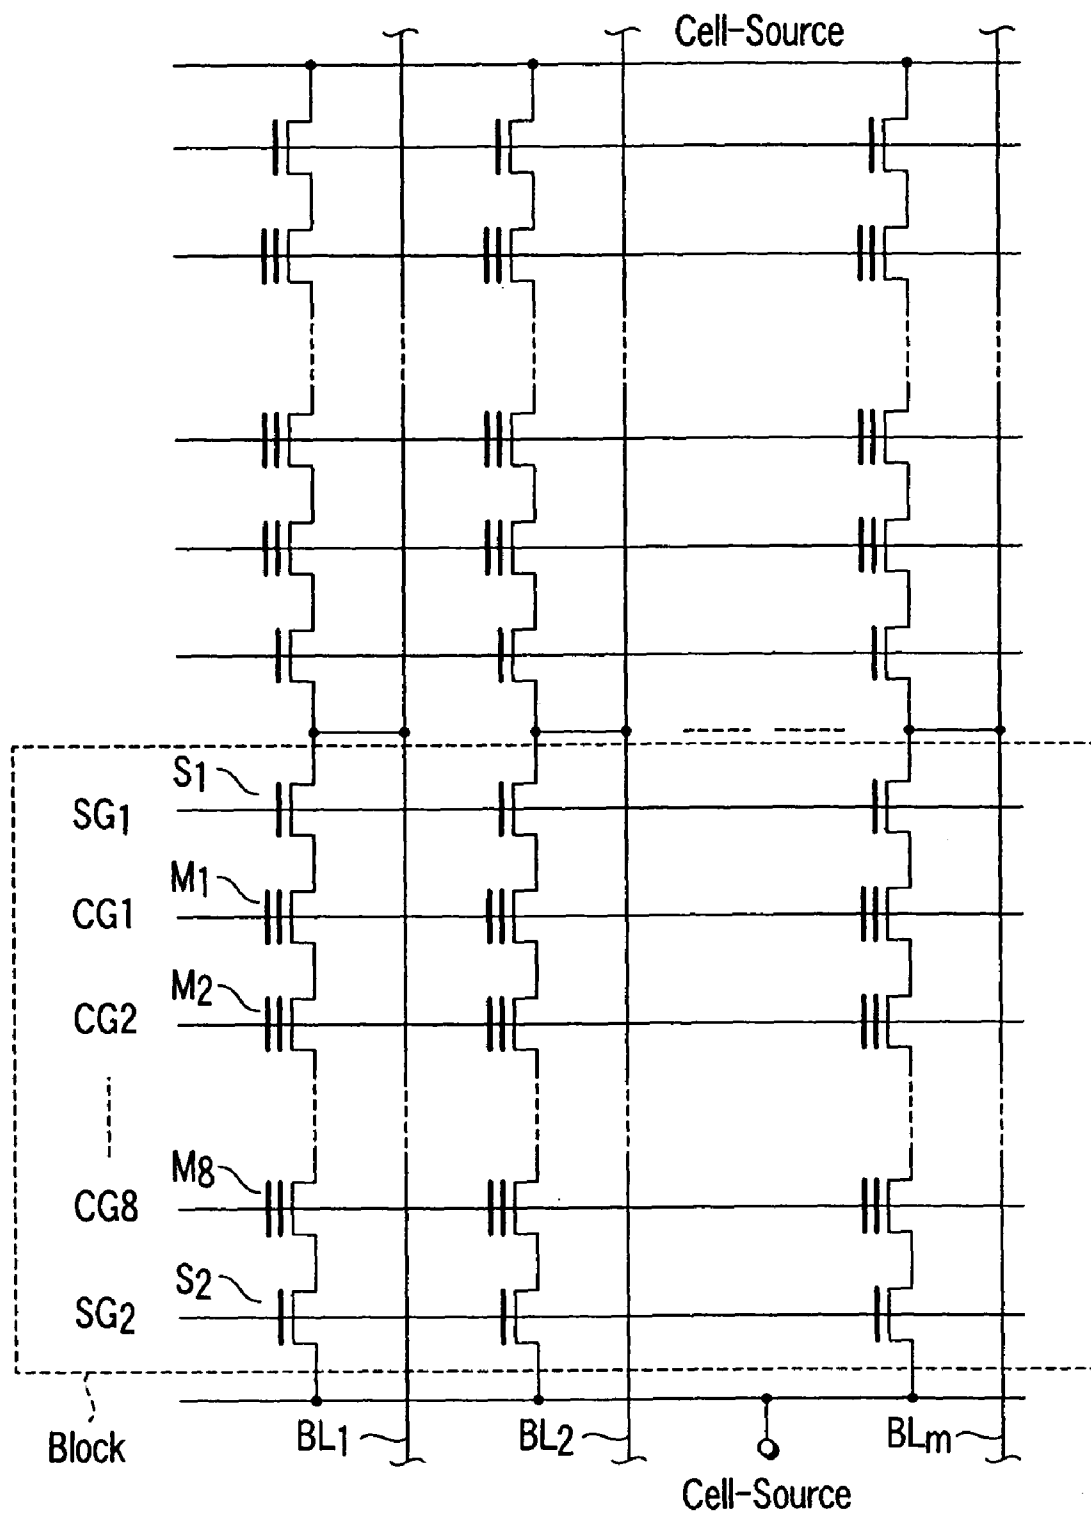 Cell-Source
S1
SG1
M1
CG1
M2
CG2
M8
CG8
S2
SG2
Block
BL1
BL2
BLm
Cell-Source